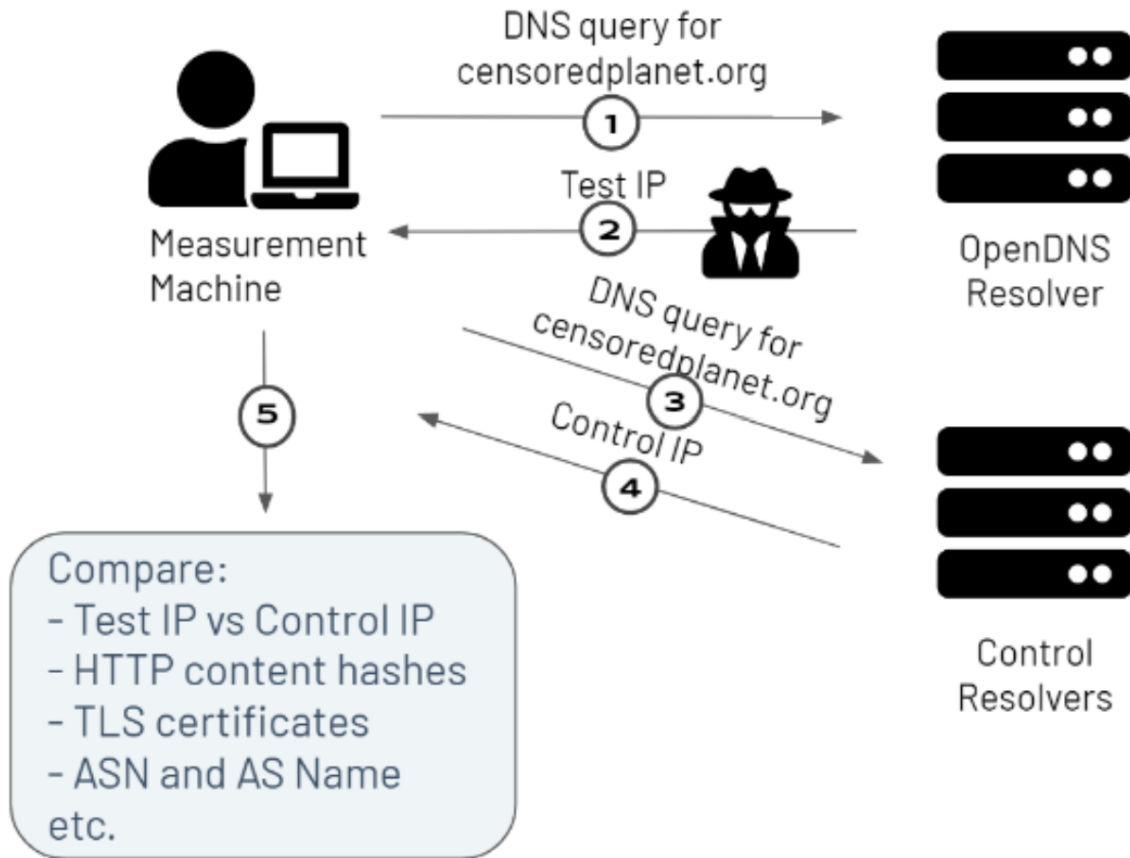 DNS query for
censoredplanet.org
1
Test IP
2
Measurement
Machine
OpenDNS
Resolver
DNS query for
censoredplanet.org
3
Control IP
4
5
Control
Resolvers
Compare:
- Test IP vs Control IP
- HTTP content hashes
- TLS certificates
- ASN and AS Name
etc.